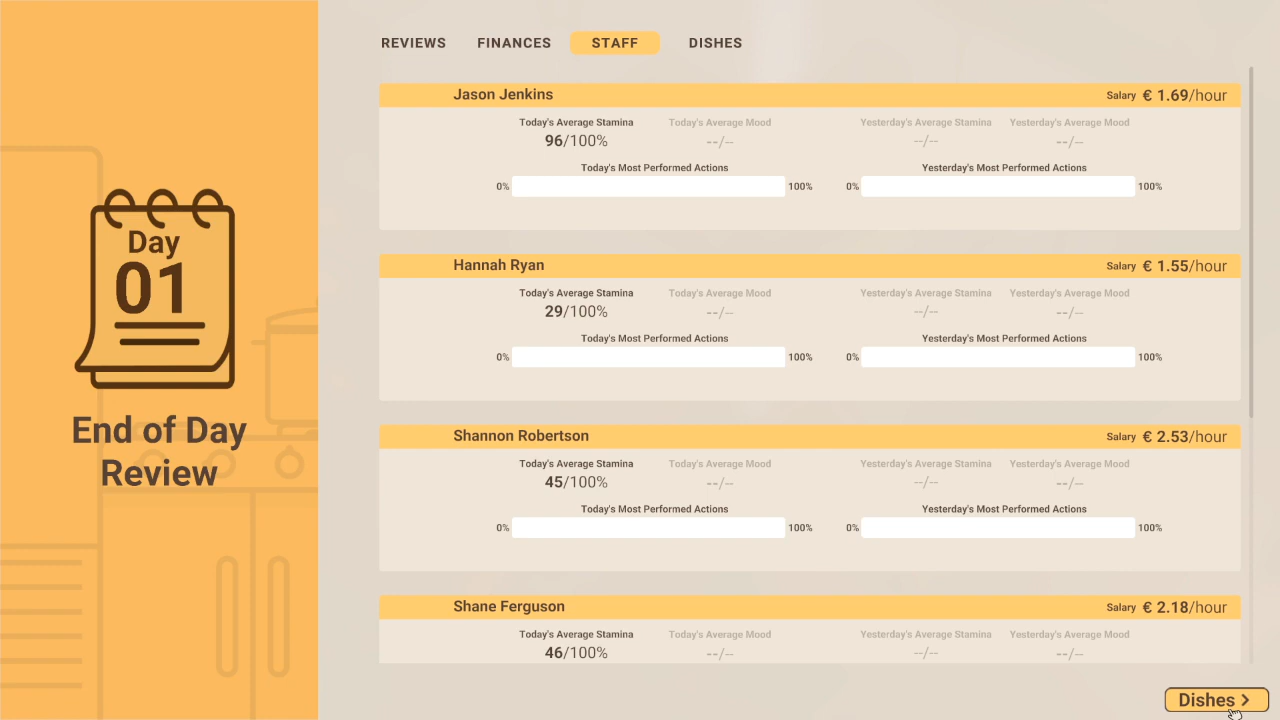 REVIEWS FINANCES STAFF DISHES
Day
01
End of Day
Review
Jason Jenkins Salary € 1.69/hour
Today's Average Stamina Today's Average Mood Yesterday's Average Stamina Yesterday's Average Mood
96/100% --/-- --/-- --/--
Today's Most Performed Actions Yesterday's Most Performed Actions
0% 100% 0% 100%
Hannah Ryan Salary € 1.55/hour
Today's Average Stamina Today's Average Mood Yesterday's Average Stamina Yesterday's Average Mood
29/100% --/-- --/-- --/--
Today's Most Performed Actions Yesterday's Most Performed Actions
0% 100% 0% 100%
Shannon Robertson Salary € 2.53/hour
Today's Average Stamina Today's Average Mood Yesterday's Average Stamina Yesterday's Average Mood
45/100% --/-- --/-- --/--
Today's Most Performed Actions Yesterday's Most Performed Actions
0% 100% 0% 100%
Shane Ferguson Salary € 2.18/hour
Today's Average Stamina Today's Average Mood Yesterday's Average Stamina Yesterday's Average Mood
46/100% --/-- --/-- --/--
Dishes >